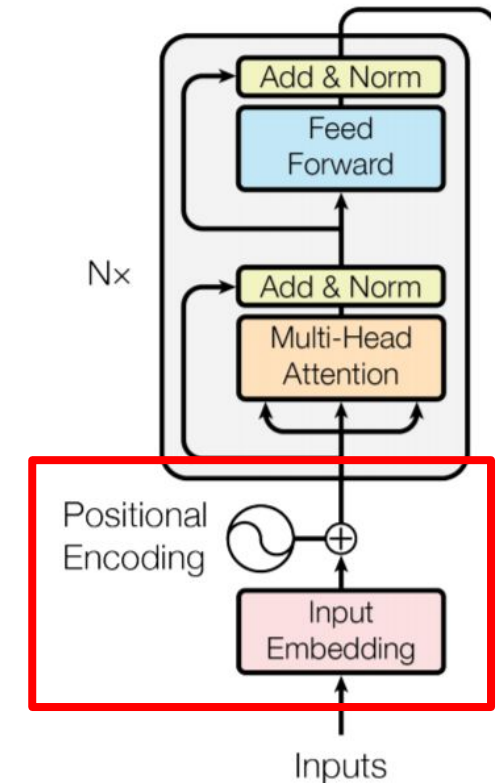 Add & Norm
Feed
Forward
Nx
Add & Norm
Multi-Head
Attention
Positional
Encoding
Input
Embedding
Inputs